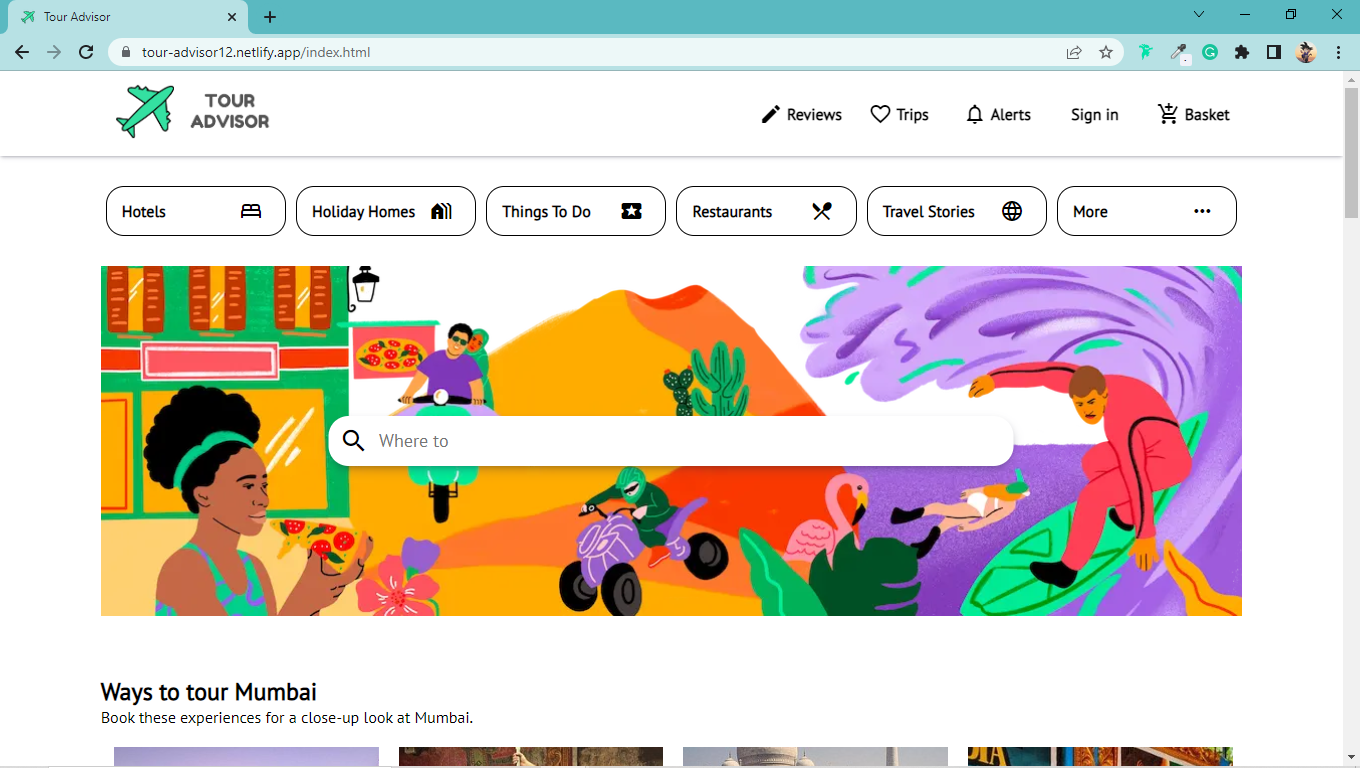 Tour Advisor
tour-advisor12.netlify.app/index.html
TOUR
ADVISOR
Reviews Trips Alerts Sign in Basket
Hotels Holiday Homes Things To Do Restaurants Travel Stories More
Where to
Ways to tour Mumbai
Book these experiences for a close-up look at Mumbai.